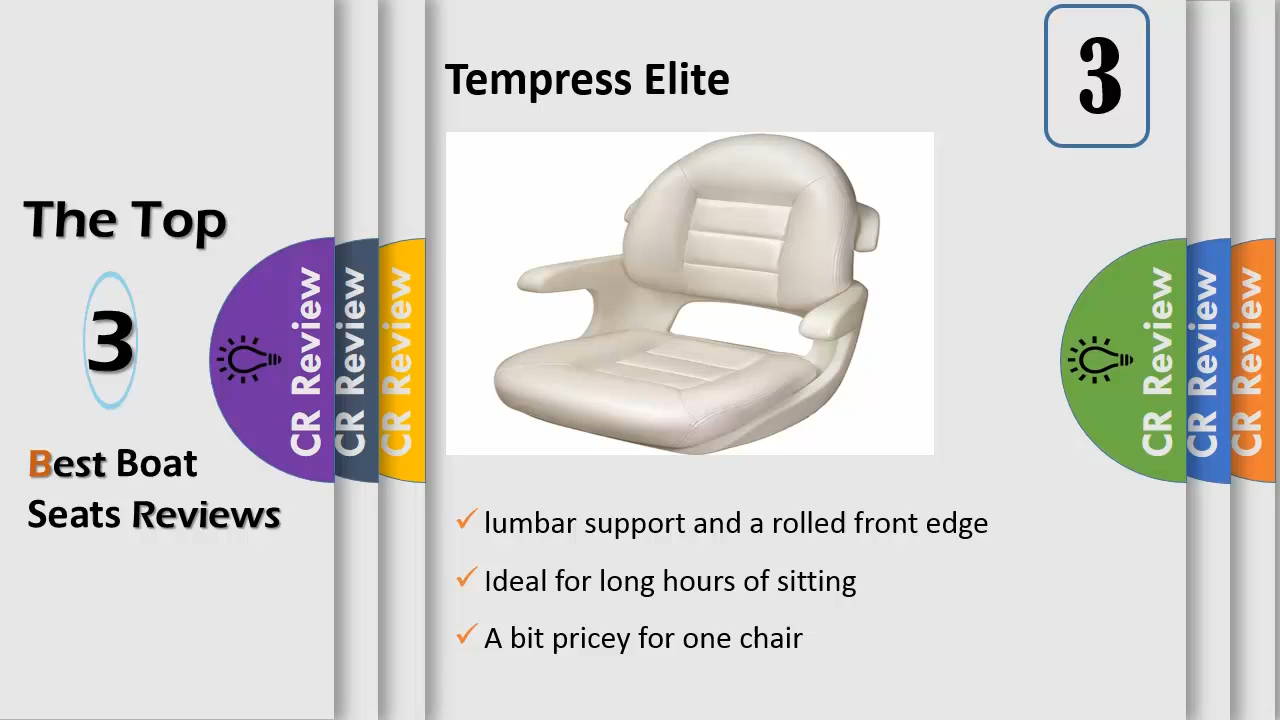 The Top
3
Best Boat
Seats Reviews
CR Review
CR Review
CR Review
Tempress Elite
3
lumbar support and a rolled front edge
Ideal for long hours of sitting
A bit pricey for one chair
CR Review
CR Review
CR Review